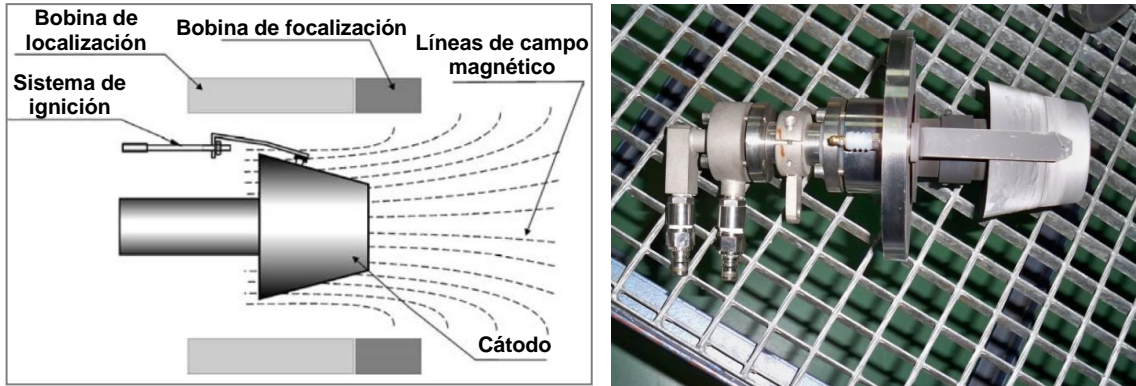 Bobina de
localización
Bobina de focalización
Líneas de campo
magnético
Sistema de
ignición
Cátodo